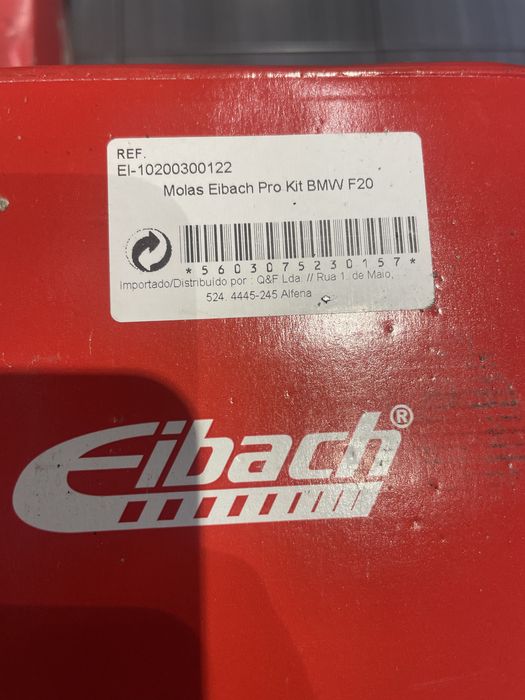 REF.
EI-10200300122
Molas Eibach Pro Kit BMW F20
*5603075230157*
Importado/Distribuído por : Q&F Lda. // Rua 1. de Maio,
524. 4445-245 Alfena
Eibach®